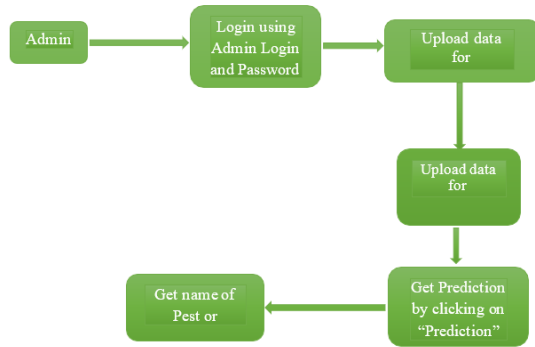 Admin
Login using
Admin Login
and Password
Upload data
for
Upload data
for
Get Prediction
by clicking on
“Prediction”
Get name of
Pest or